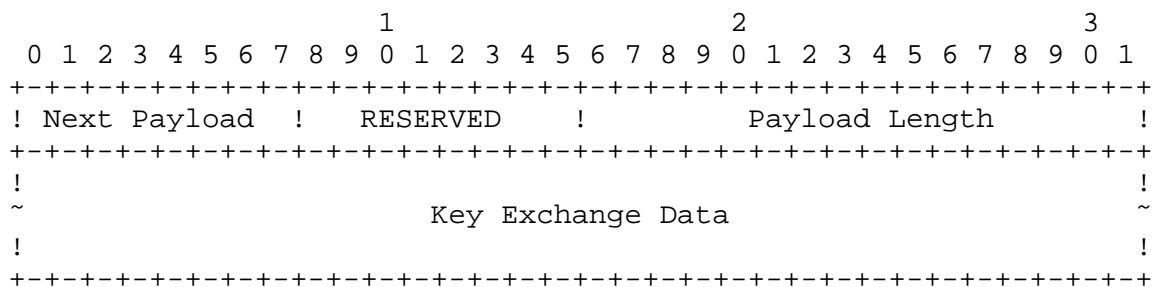 1                   2                   3
 0 1 2 3 4 5 6 7 8 9 0 1 2 3 4 5 6 7 8 9 0 1 2 3 4 5 6 7 8 9 0 1
+-+-+-+-+-+-+-+-+-+-+-+-+-+-+-+-+-+-+-+-+-+-+-+-+-+-+-+-+-+-+-+-+
! Next Payload  !   RESERVED    !         Payload Length        !
+-+-+-+-+-+-+-+-+-+-+-+-+-+-+-+-+-+-+-+-+-+-+-+-+-+-+-+-+-+-+-+-+
!                                                               !
~                       Key Exchange Data                       ~
!                                                               !
+-+-+-+-+-+-+-+-+-+-+-+-+-+-+-+-+-+-+-+-+-+-+-+-+-+-+-+-+-+-+-+-+